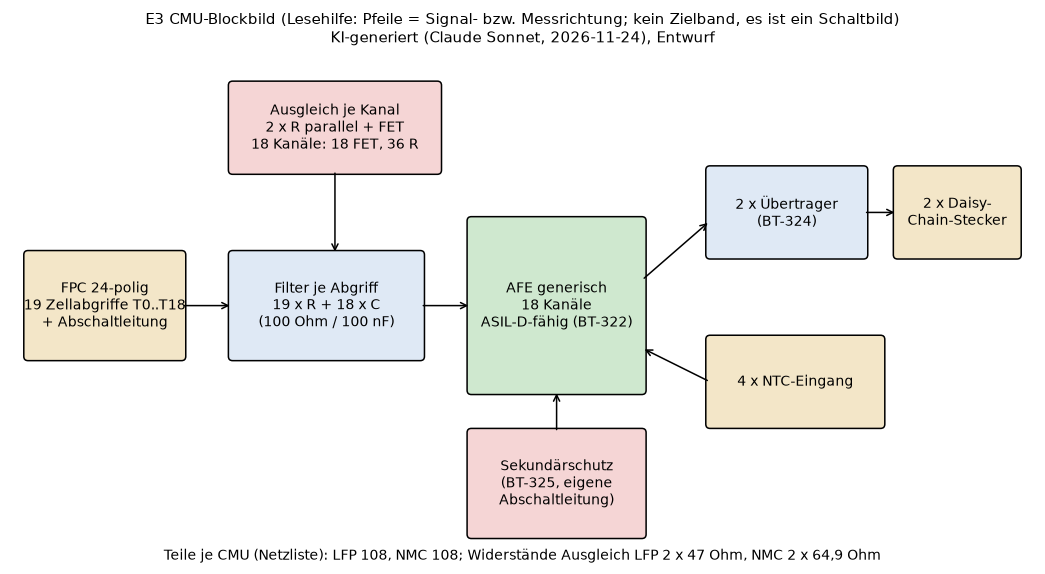 E3 CMU-Blockbild (Lesehilfe: Pfeile = Signal- bzw. Messrichtung; kein Zielband, es ist ein Schaltbild)
KI-generiert (Claude Sonnet, 2026-11-24), Entwurf
Ausgleich je Kanal
2 x R parallel + FET
18 Kanäle: 18 FET, 36 R
FPC 24-polig
19 Zellabgriffe T0..T18
+ Abschaltleitung
Filter je Abgriff
19 x R + 18 x C
(100 Ohm / 100 nF)
AFE generisch
18 Kanäle
ASIL-D-fähig (BT-322)
2 x Übertrager
(BT-324)
2 x Daisy-
Chain-Stecker
4 x NTC-Eingang
Sekundärschutz
(BT-325, eigene
Abschaltleitung)
Teile je CMU (Netzliste): LFP 108, NMC 108; Widerstände Ausgleich LFP 2 x 47 Ohm, NMC 2 x 64,9 Ohm